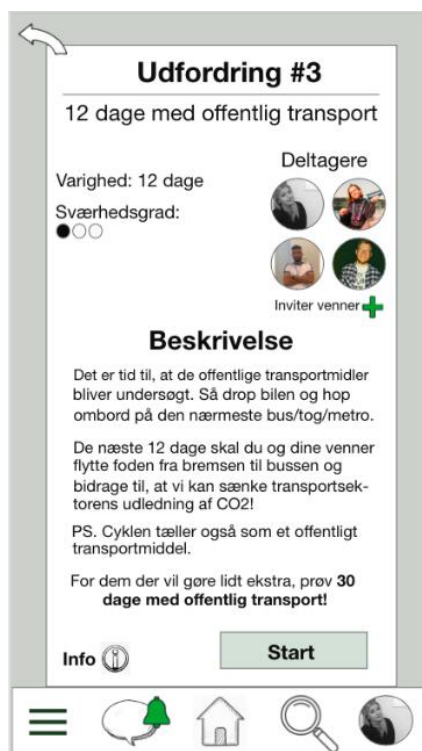 Udfordring #3
12 dage med offentlig transport
Deltagere
Varighed: 12 dage
Sværhedsgrad:
Inviter venner
Beskrivelse
Det er tid til, at de offentlige transportmidler
bliver undersøgt. Så drop bilen og hop
ombord på den nærmeste bus/tog/metro.
De næste 12 dage skal du og dine venner
flytte foden fra bremsen til bussen og
bidrage til, at vi kan sænke transportsek-
torens udledning af CO2!
PS. Cyklen tæller også som et offentligt
transportmiddel.
For dem der vil gøre lidt ekstra, prøv 30
dage med offentlig transport!
Info
Start